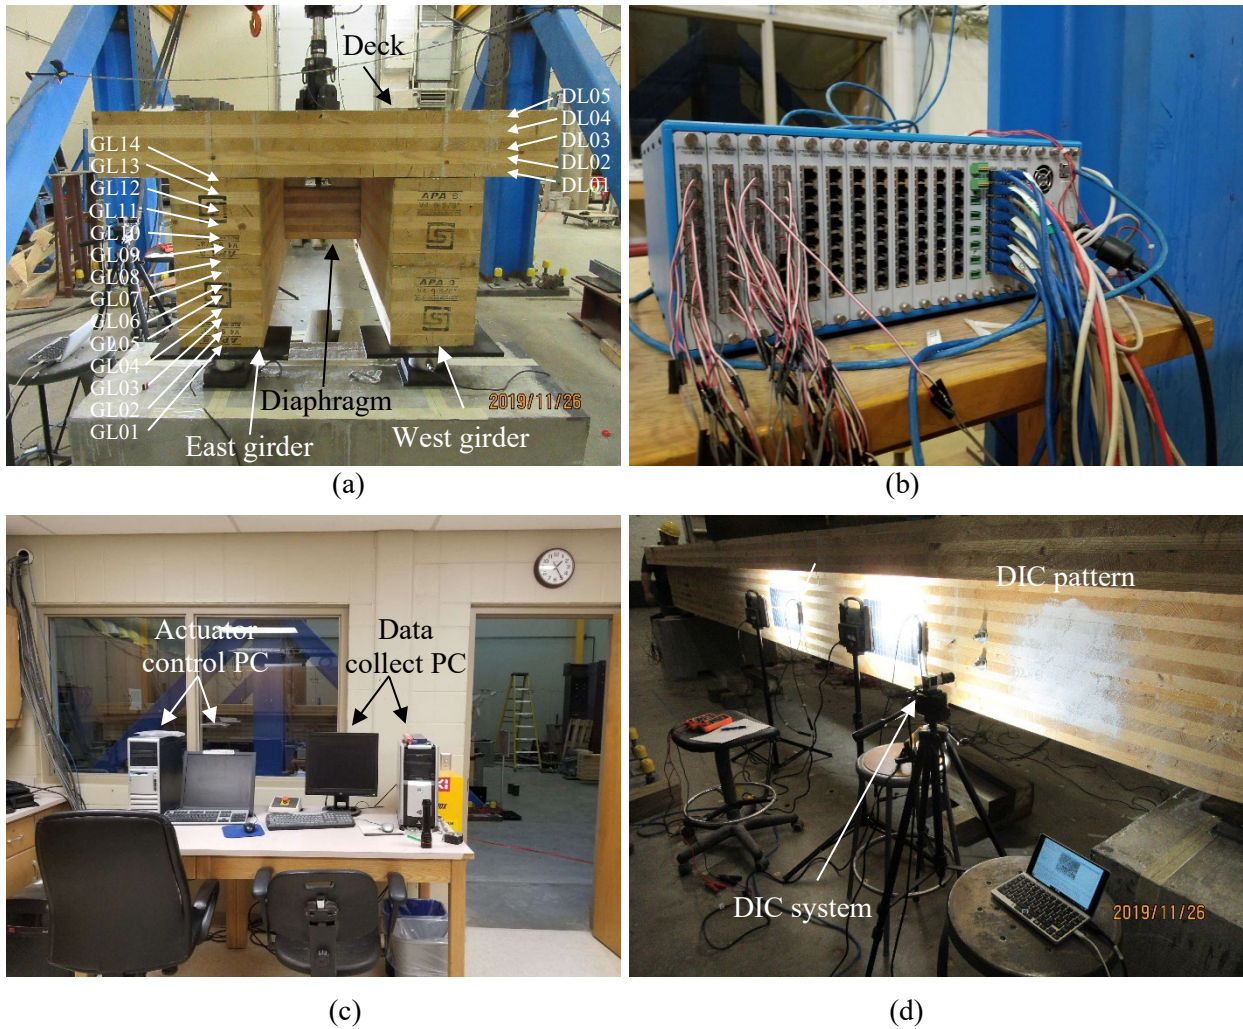 Deck
DL05
DL04
DL03
DL02
DL01
GL14
GL13
GL12
GL11
GL10
GL09
GL08
GL07
GL06
GL05
GL04
GL03
GL02
GL01
APA
APA
Diaphragm
2019/11/26
East girder
West girder
(a)
(b)
Actuator
control PC
Data
collect PC
(c)
DIC pattern
DIC system
2019/11/26
(d)